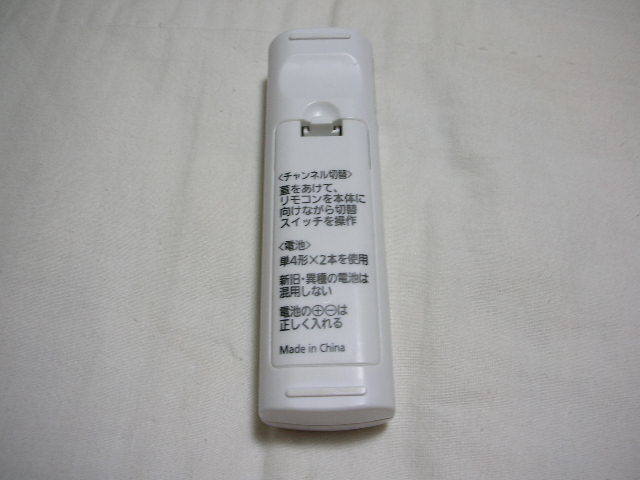 <チャンネル切替>
蓋をあけて、
リモコンを本体に
向けながら切替
スイッチを操作
<電池>
単4形×2本を使用
新旧・異種の電池は
混用しない
電池の⊕⊖は
正しく入れる
Made in China